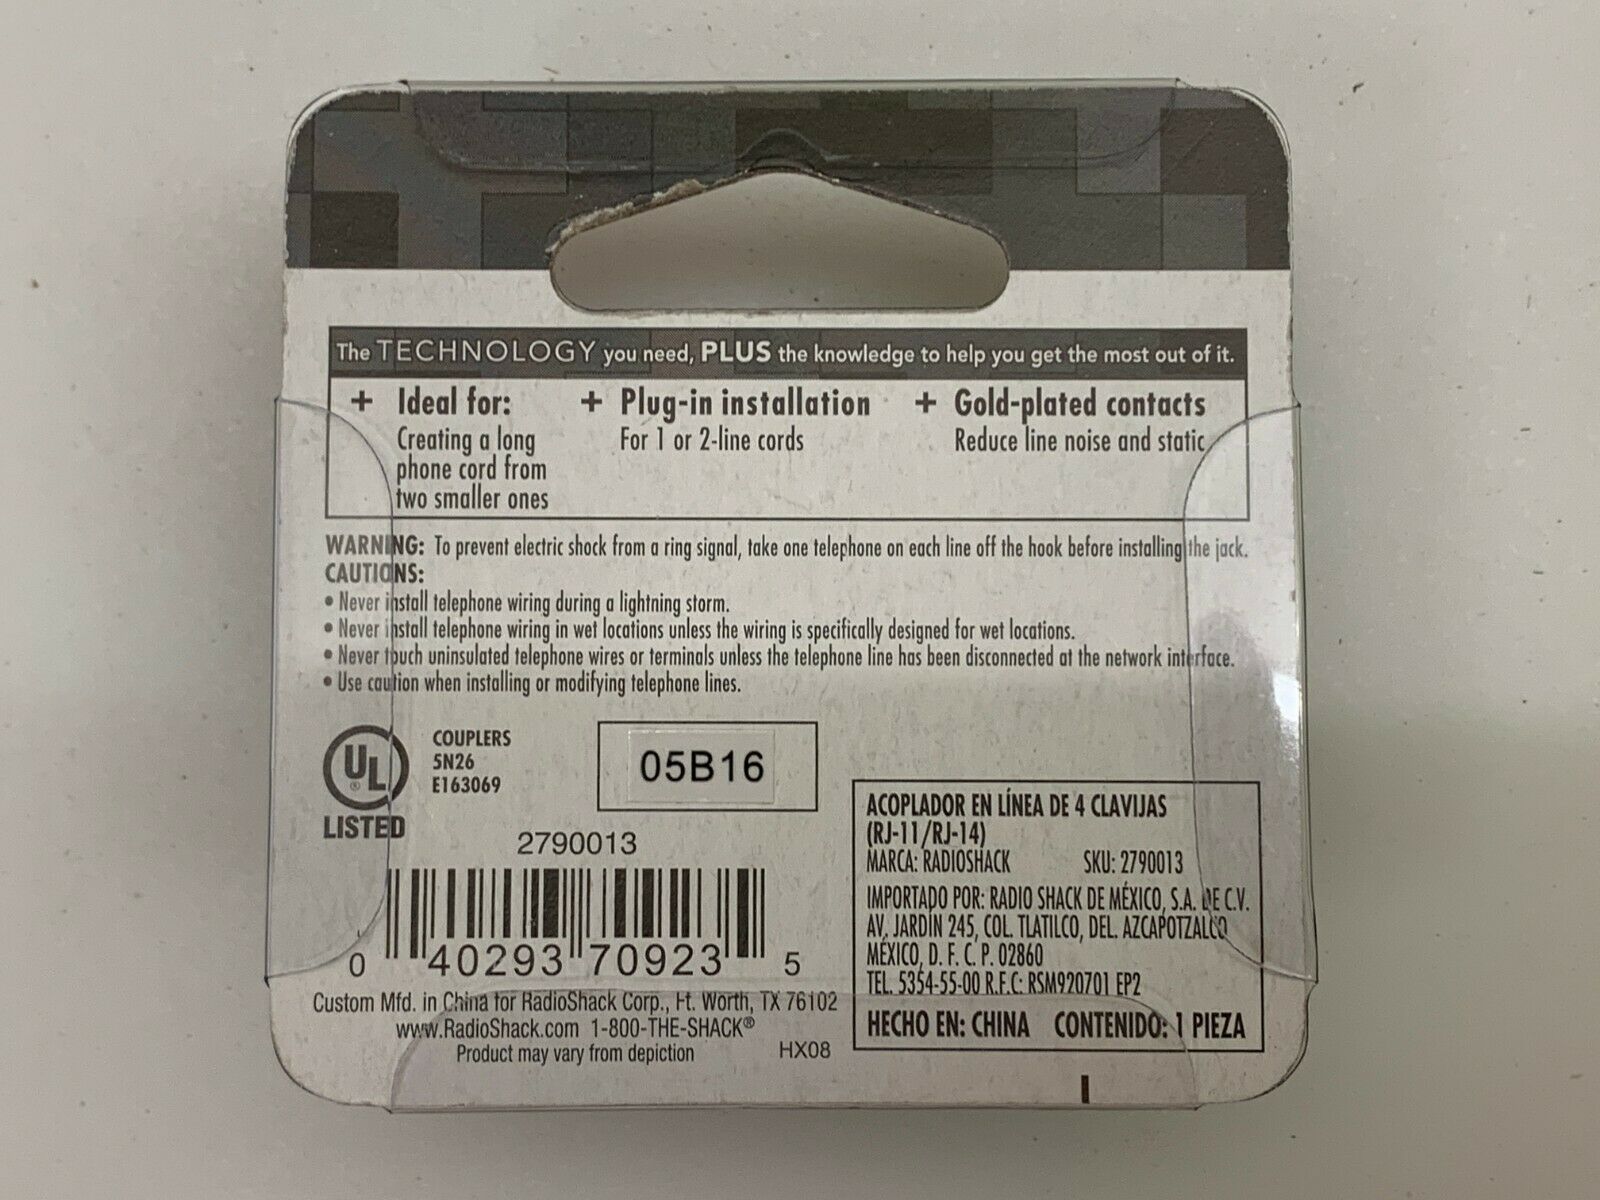 The TECHNOLOGY you need, PLUS the knowledge to help you get the most out of it.
+ Ideal for:
Creating a long
phone cord from
two smaller ones
+ Plug-in installation
For 1 or 2-line cords
+ Gold-plated contacts
Reduce line noise and static
WARNING: To prevent electric shock from a ring signal, take one telephone on each line off the hook before installing the jack.
CAUTIONS:
• Never install telephone wiring during a lightning storm.
• Never install telephone wiring in wet locations unless the wiring is specifically designed for wet locations.
• Never touch uninsulated telephone wires or terminals unless the telephone line has been disconnected at the network interface.
• Use caution when installing or modifying telephone lines.
UL
®
LISTED
COUPLERS
5N26
E163069
05B16
2790013
0 40293 70923 5
Custom Mfd. in China for RadioShack Corp., Ft. Worth, TX 76102
www.RadioShack.com 1-800-THE-SHACK®
Product may vary from depiction
HX08
ACOPLADOR EN LÍNEA DE 4 CLAVIJAS
(RJ-11/RJ-14)
MARCA: RADIOSHACK SKU: 2790013
IMPORTADO POR: RADIO SHACK DE MÉXICO, S.A. DE C.V.
AV. JARDÍN 245, COL. TLATILCO, DEL. AZCAPOTZALCO
MÉXICO, D. F. C. P. 02860
TEL. 5354-55-00 R.F.C: RSM920701 EP2
HECHO EN: CHINA CONTENIDO: 1 PIEZA